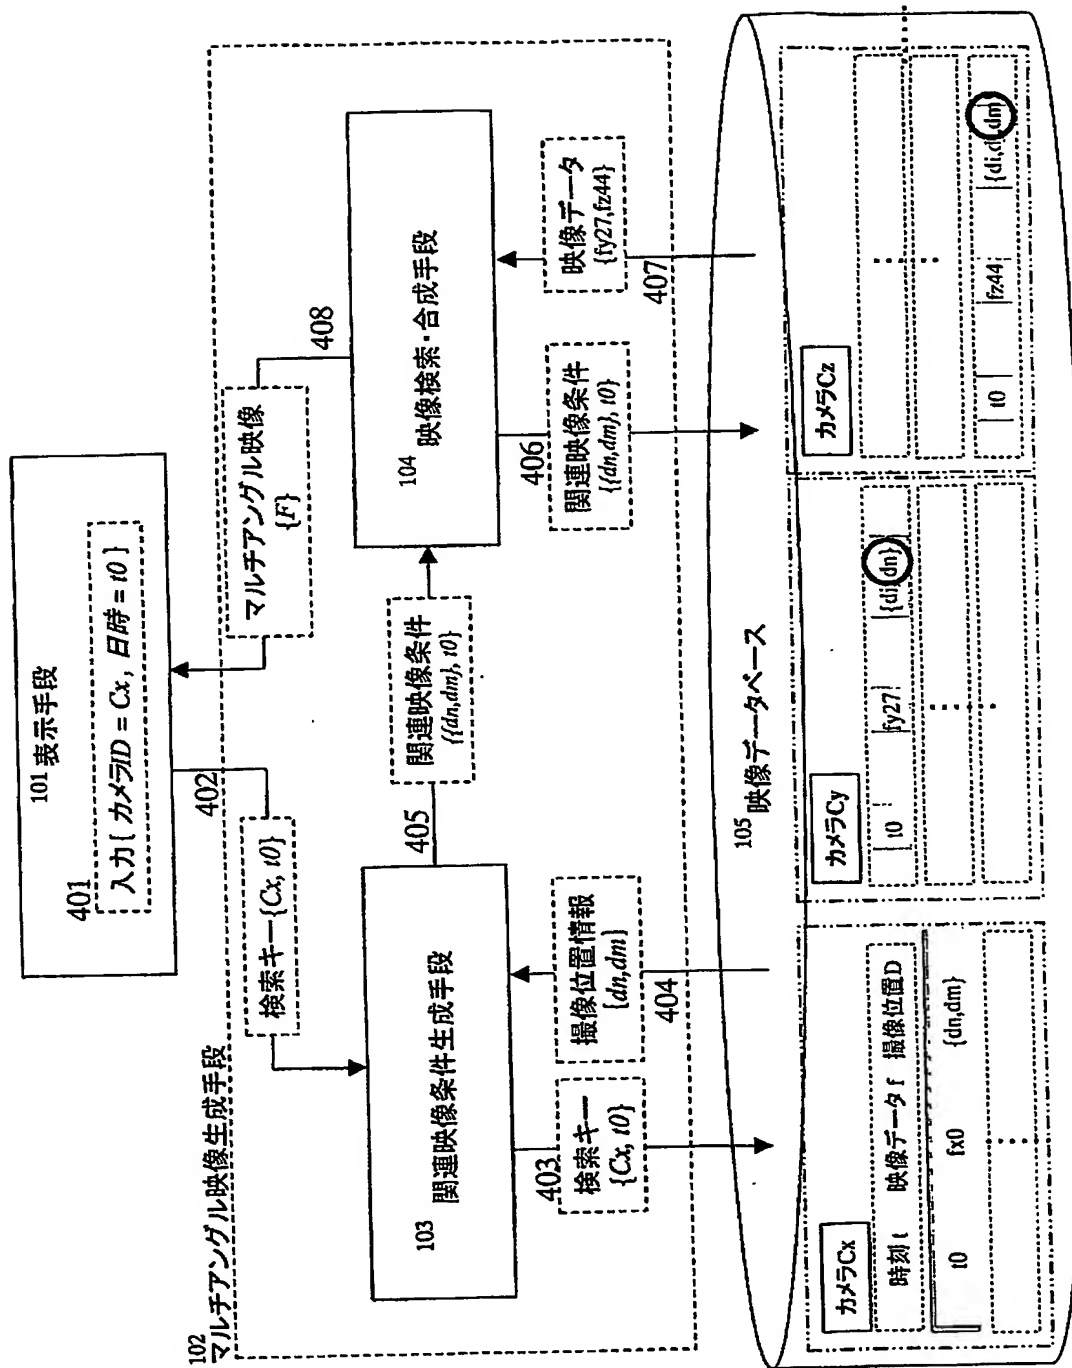 101 表示手段
401
入力{ カメラID = Cx, 日時 = t0 }
402
検索キー{Cx, t0}
マルチアングル映像
{F}
408
102
マルチアングル映像生成手段
103 関連映像条件生成手段
405
関連映像条件
{{dn,dm}, t0}
104 映像検索・合成手段
403
検索キー
{Cx, t0}
撮像位置情報
{dn,dm}
404
406
関連映像条件
{{dn,dm}, t0}
映像データ
{fy27,fz44}
407
105 映像データベース
カメラCx
時刻 t 映像データ f 撮像位置D
t0 fx0 {dn,dm}
カメラCy
t0 fy27 {di,dn}
カメラCz
t0 fz44 {di,dj,dm}